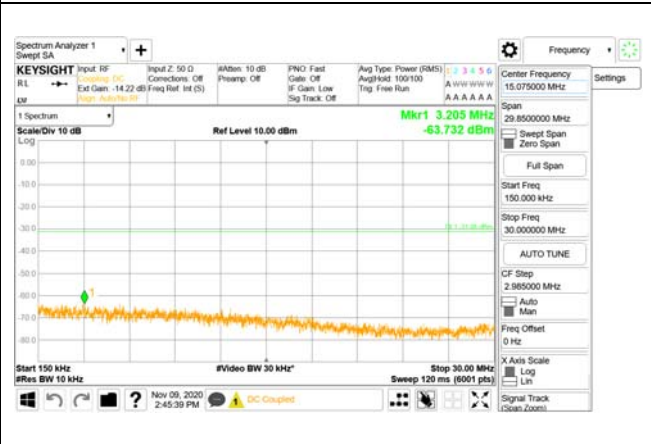 Spectrum Analyzer 1
Swept SA
+
Frequency
KEYSIGHT
RL
Input: RF
Coupling: DC
Ext Gain: -14.22 dB
Align: Auto/No RF
Input Z: 50 Ω
Corrections: Off
Freq Ref: Int (S)
#Atten: 10 dB
Preamp: Off
PNO: Fast
Gate: Off
IF Gain: Low
Sig Track: Off
Avg Type: Power (RMS)
Avg|Hold: 100/100
Trig: Free Run
1 2 3 4 5 6
A W W W W W
A A A A A A
1 Spectrum
Scale/Div 10 dB
Log
Ref Level 10.00 dBm
Mkr1 3.205 MHz
-63.732 dBm
0.00
-10.0
-20.0
-30.0
-40.0
-50.0
-60.0
-70.0
-80.0
1
Start 150 kHz
#Res BW 10 kHz
#Video BW 30 kHz*
Stop 30.00 MHz
Sweep 120 ms (6001 pts)
Nov 09, 2020
2:45:39 PM
?
1
DC Coupled
Center Frequency
15.075000 MHz
Settings
Span
29.8500000 MHz
Swept Span
Zero Span
Full Span
Start Freq
150.000 kHz
Stop Freq
30.000000 MHz
AUTO TUNE
CF Step
2.985000 MHz
Auto
Man
Freq Offset
0 Hz
X Axis Scale
Log
Lin
Signal Track
(Span Zoom)